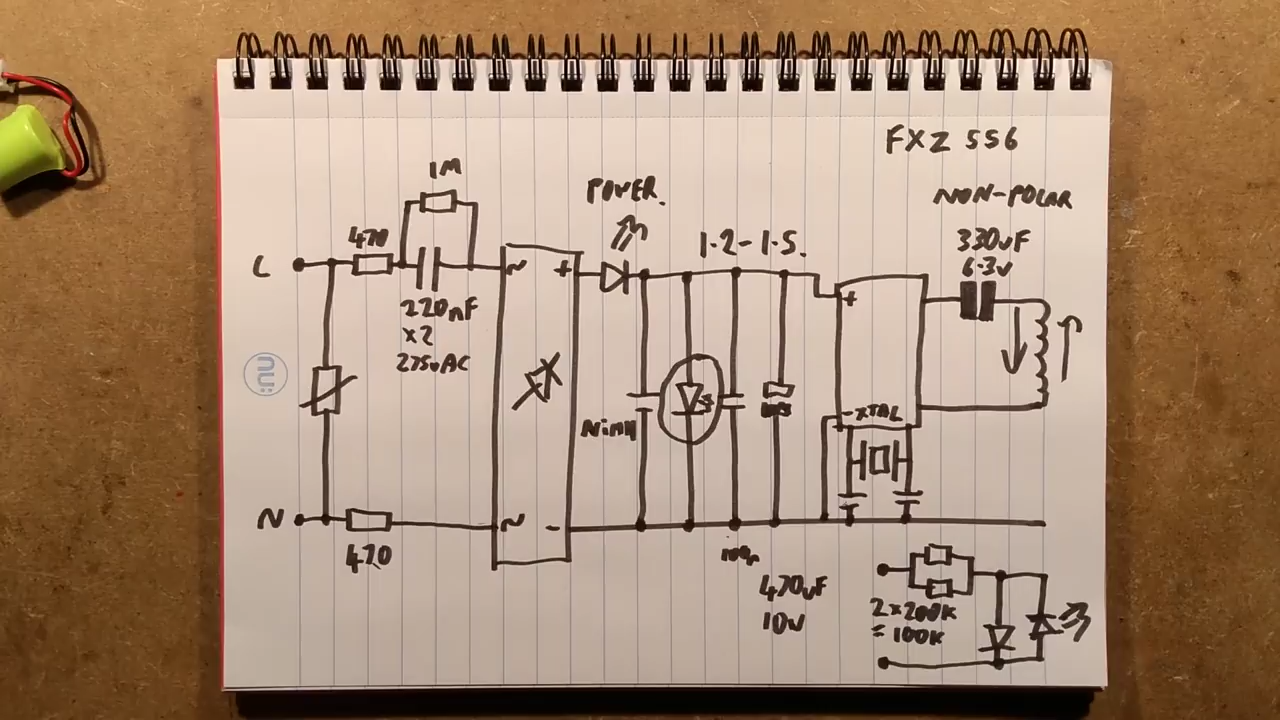 FXZ 556
1M
POWER.
NON-POLAR
470
1.2-1.5.
330uF
6.3v
L
~
+
+
220nF
X2
275vAC
NiMH
- XTAL
N
~
-
470
100n
470uF
10v
2x200K
= 100K